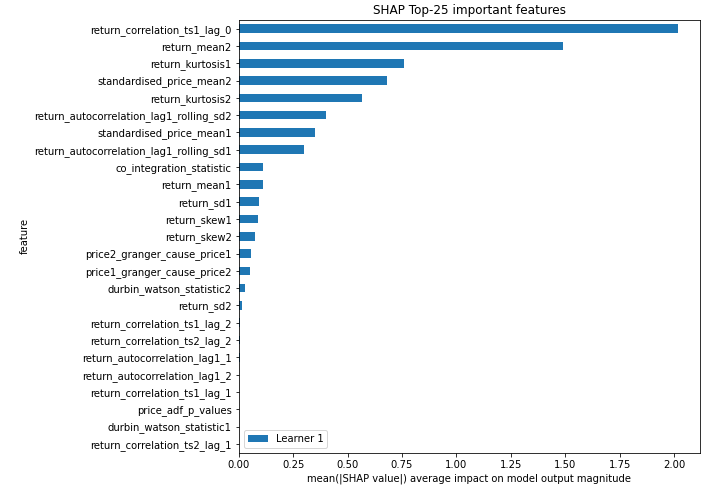 SHAP Top-25 important features
return_correlation_ts1_lag_0
return_mean2
return_kurtosis1
standardised_price_mean2
return_kurtosis2
return_autocorrelation_lag1_rolling_sd2
standardised_price_mean1
return_autocorrelation_lag1_rolling_sd1
co_integration_statistic
return_mean1
return_sd1
return_skew1
return_skew2
price2_granger_cause_price1
price1_granger_cause_price2
durbin_watson_statistic2
return_sd2
return_correlation_ts1_lag_2
return_correlation_ts2_lag_2
return_autocorrelation_lag1_1
return_autocorrelation_lag1_2
return_correlation_ts1_lag_1
price_adf_p_values
durbin_watson_statistic1
return_correlation_ts2_lag_1
feature
Learner 1
0.00 0.25 0.50 0.75 1.00 1.25 1.50 1.75 2.00
mean(|SHAP value|) average impact on model output magnitude